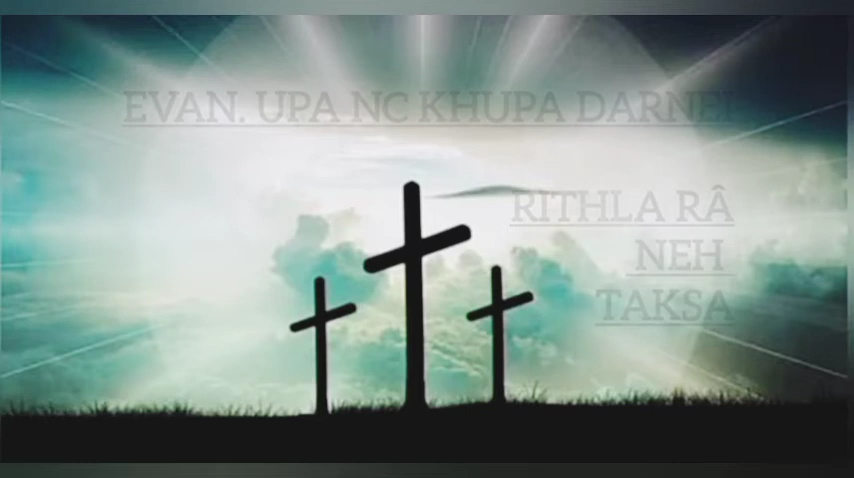 EVAN. UPA NC KHUPA DARNEI
RITHLA RÂ
NEH
TAKSA